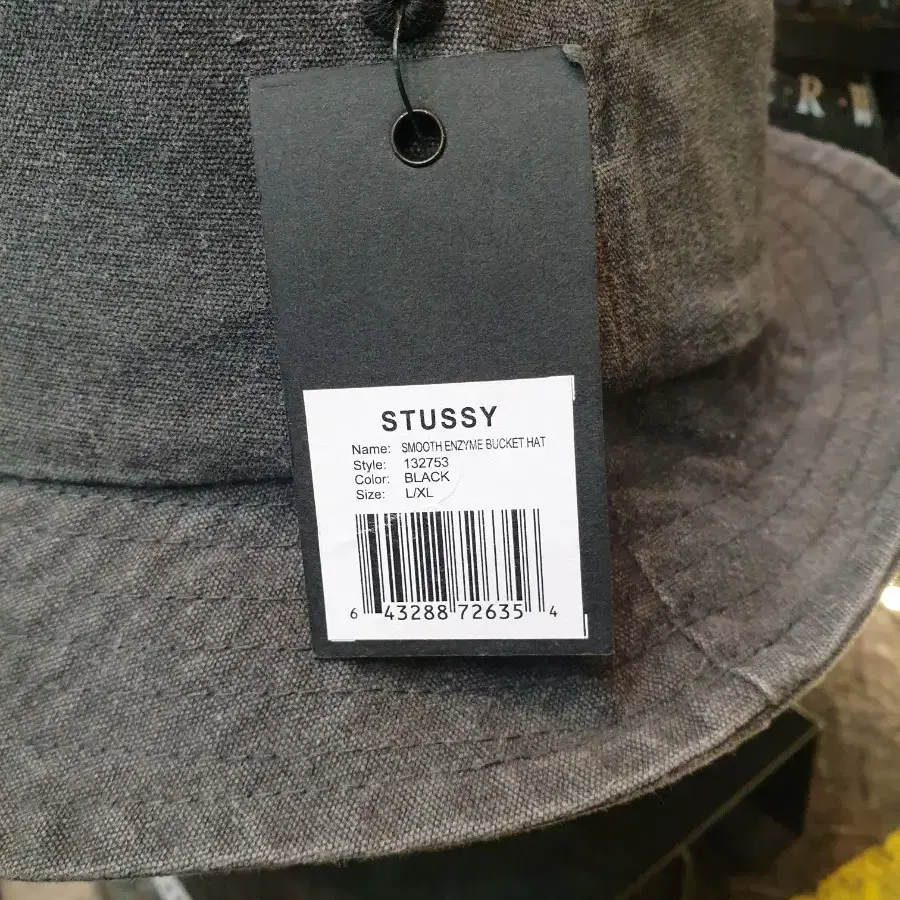 R
STUSSY
Name: SMOOTH ENZYME BUCKET HAT
Style: 132753
Color: BLACK
Size: L/XL
6 43288 72635 4